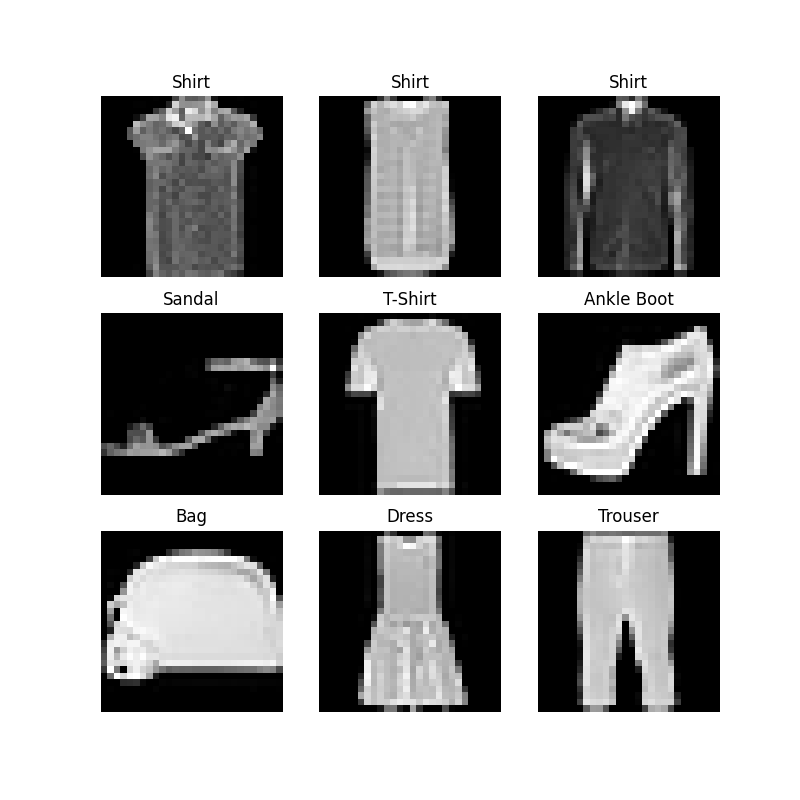 Shirt
Shirt
Shirt
Sandal
T-Shirt
Ankle Boot
Bag
Dress
Trouser